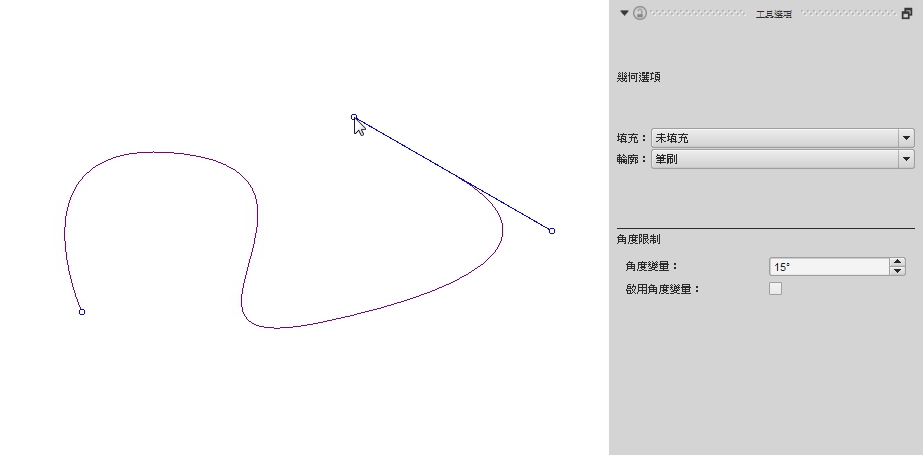 工具選項
幾何選項
填充： 未填充
輪廓： 筆刷
角度限制
角度變量： 15°
啟用角度變量：